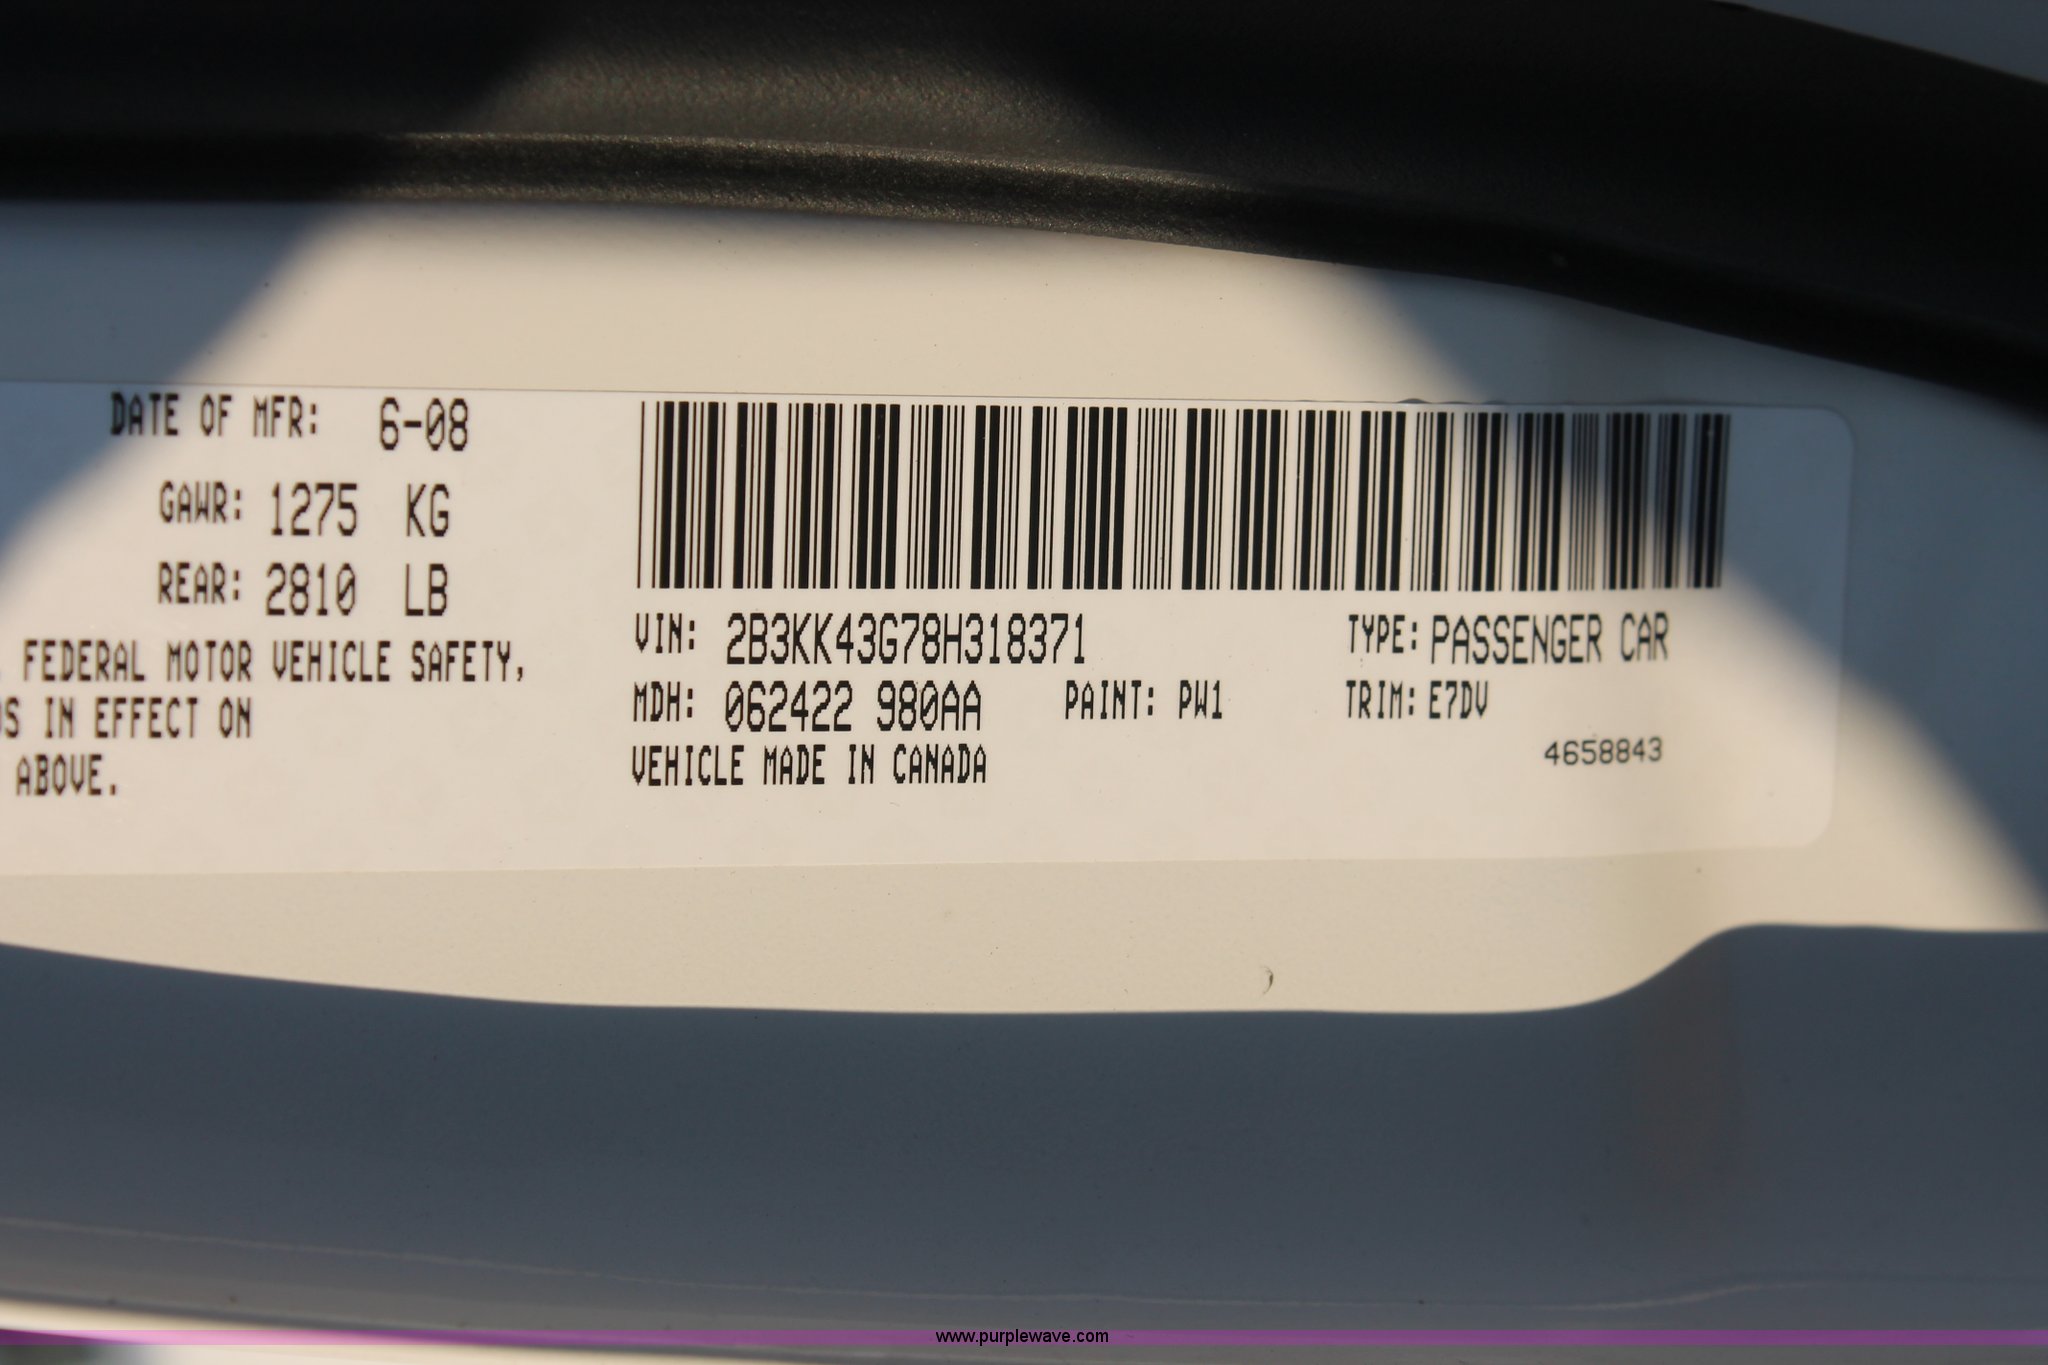 DATE OF MFR: 6-08
GAWR: 1275 KG
REAR: 2810 LB
FEDERAL MOTOR VEHICLE SAFETY,
IN EFFECT ON
ABOVE.
VIN: 2B3KK43G78H318371 TYPE: PASSENGER CAR
MDH: 062422 980AA PAINT: PW1 TRIM: E7DV
VEHICLE MADE IN CANADA 4658843
www.purplewave.com